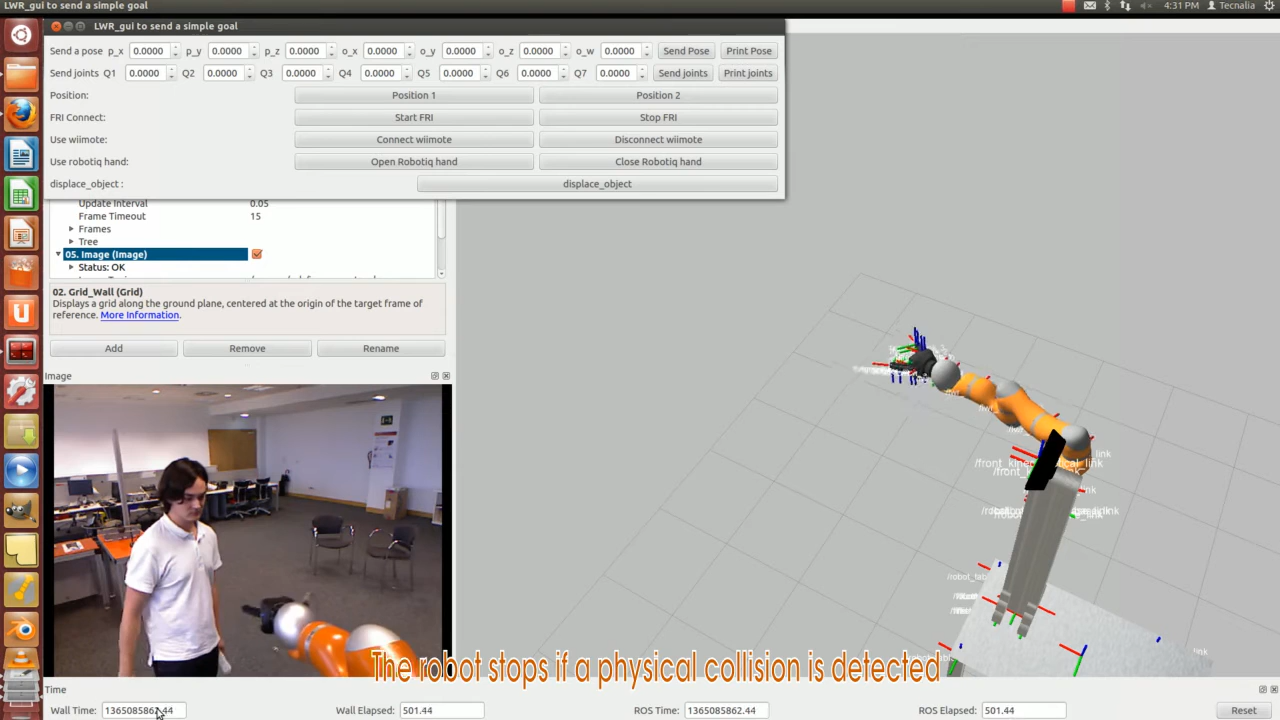 LWR_gui to send a simple goal
4:31 PM Tecnalia
Send a pose p_x 0.0000 p_y 0.0000 p_z 0.0000 o_x 0.0000 o_y 0.0000 o_z 0.0000 o_w 0.0000 Send Pose Print Pose
Send joints Q1 0.0000 Q2 0.0000 Q3 0.0000 Q4 0.0000 Q5 0.0000 Q6 0.0000 Q7 0.0000 Send joints Print joints
Position: Position 1 Position 2
FRI Connect: Start FRI Stop FRI
Use wiimote: Connect wiimote Disconnect wiimote
Use robotiq hand: Open Robotiq hand Close Robotiq hand
displace_object : displace_object
Update Interval 0.05
Frame Timeout 15
Frames
Tree
05. Image (Image)
Status: OK
02. Grid_Wall (Grid)
Displays a grid along the ground plane, centered at the origin of the target frame of
reference. More Information.
Add Remove Rename
Image
link
link
link
The robot stops if a physical collision is detected
Time
Wall Time: 1365085862.44 Wall Elapsed: 501.44 ROS Time: 1365085862.44 ROS Elapsed: 501.44 Reset